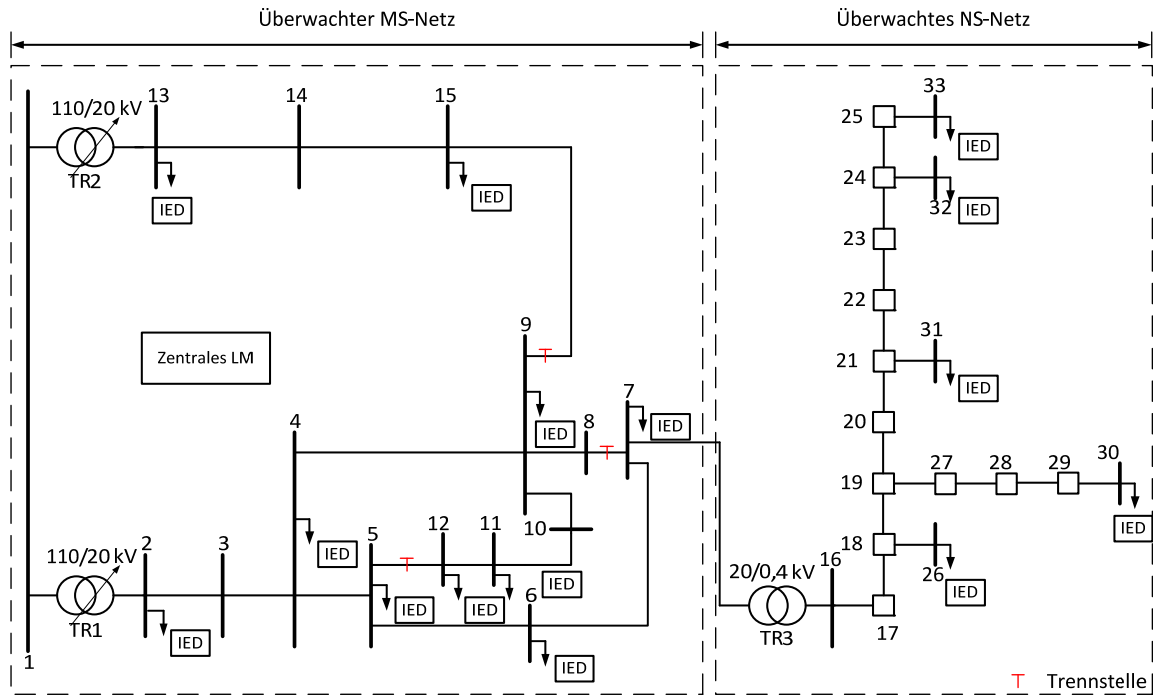 Überwachter MS-Netz
Überwachtes NS-Netz
110/20 kV
TR2
13
14
15
IED
IED
Zentrales LM
9
IED
8
7
IED
4
IED
10
5
12
11
IED
IED
IED
6
IED
110/20 kV
TR1
2
3
IED
1
33
25
IED
24
32
IED
23
22
31
21
IED
20
30
19
27
28
29
IED
18
26
IED
20/0,4 kV
16
TR3
17
Trennstelle